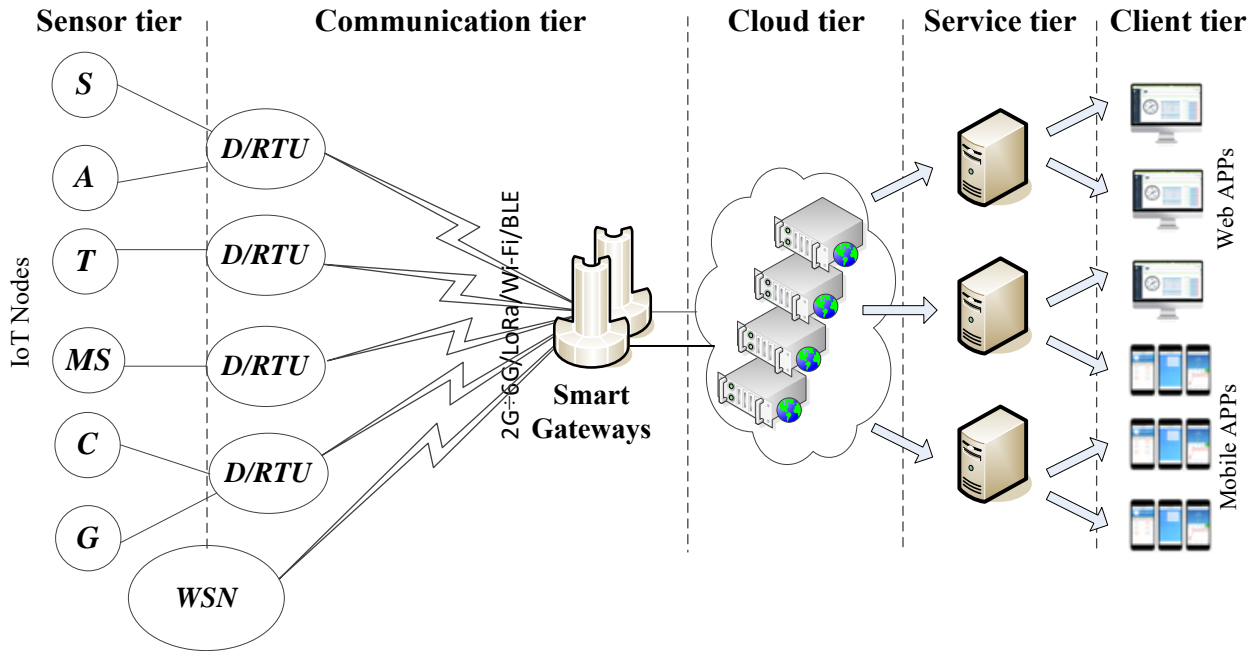 Sensor tier
Communication tier
Cloud tier
Service tier
Client tier
IoT Nodes
S
A
T
MS
C
G
D/RTU
D/RTU
D/RTU
D/RTU
WSN
2G÷6G/LoRa/Wi-Fi/BLE
Smart
Gateways
Web APPs
Mobile APPs